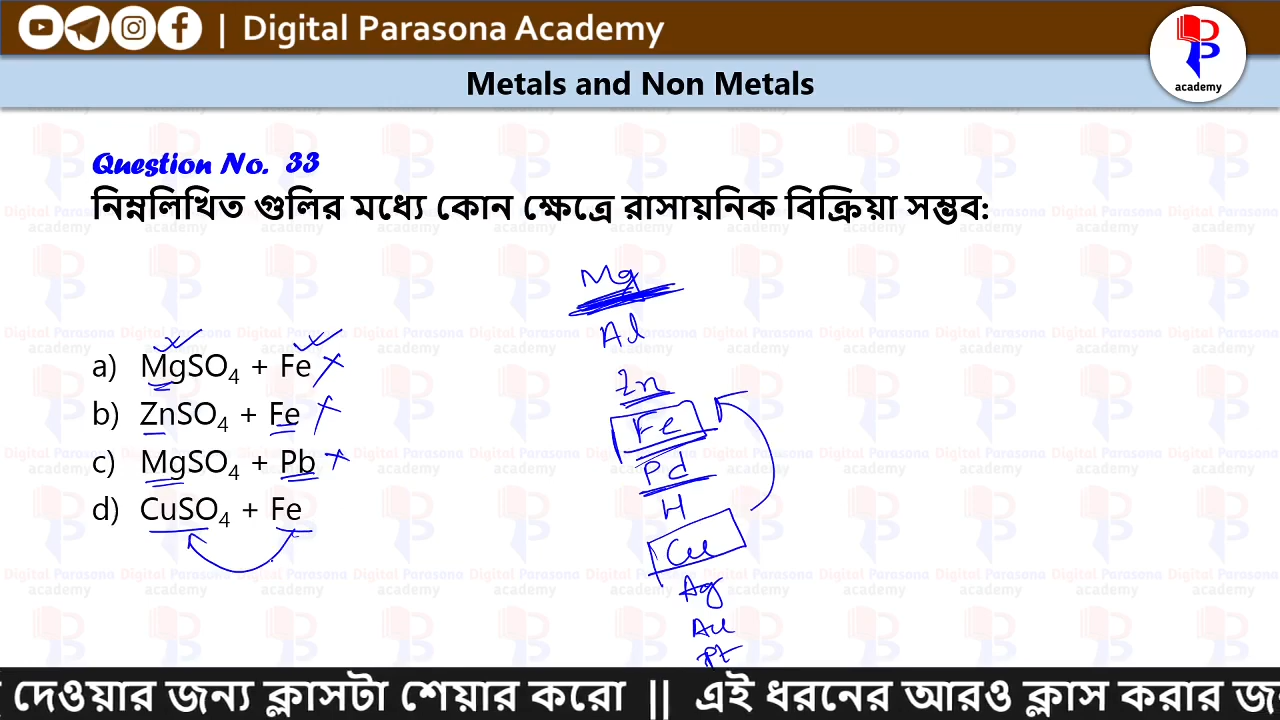 | Digital Parasona Academy
academy
Metals and Non Metals
Question No. 33
নিম্নলিখিত গুলির মধ্যে কোন ক্ষেত্রে রাসায়নিক বিক্রিয়া সম্ভব:
Mg
Al
a) MgSO₄ + Fe
Zn
b) ZnSO₄ + Fe
Fe
c) MgSO₄ + Pb
Pd
d) CuSO₄ + Fe
H
Cu
Ag
Au
Pt
দেওয়ার জন্য ক্লাসটা শেয়ার করো || এই ধরনের আরও ক্লাস করার